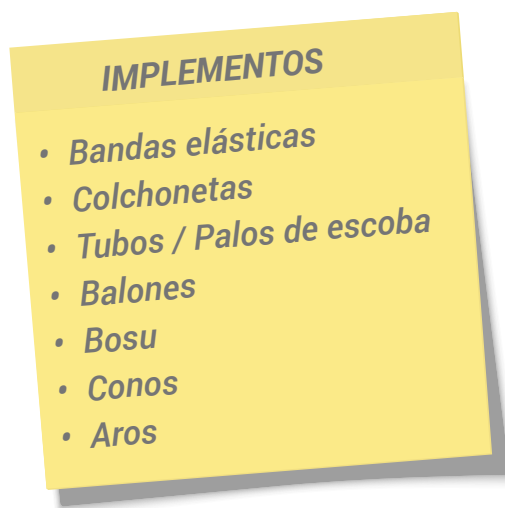 IMPLEMENTOS
• Bandas elásticas
• Colchonetas
• Tubos / Palos de escoba
• Balones
• Bosu
• Conos
• Aros